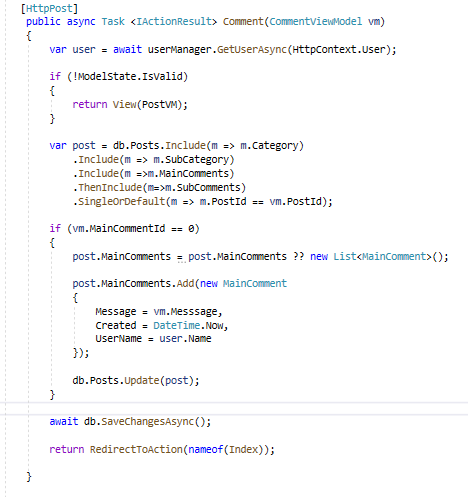 [HttpPost]
public async Task <IActionResult> Comment(CommentViewModel vm)
{
var user = await userManager.GetUserAsync(HttpContext.User);
if (!ModelState.IsValid)
{
return View(PostVM);
}
var post = db.Posts.Include(m => m.Category)
.Include(m => m.SubCategory)
.Include(m =>m.MainComments)
.ThenInclude(m=>m.SubComments)
.SingleOrDefault(m => m.PostId == vm.PostId);
if (vm.MainCommentId == 0)
{
post.MainComments = post.MainComments ?? new List<MainComment>();
post.MainComments.Add(new MainComment
{
Message = vm.Messsage,
Created = DateTime.Now,
UserName = user.Name
});
db.Posts.Update(post);
}
await db.SaveChangesAsync();
return RedirectToAction(nameof(Index));
}